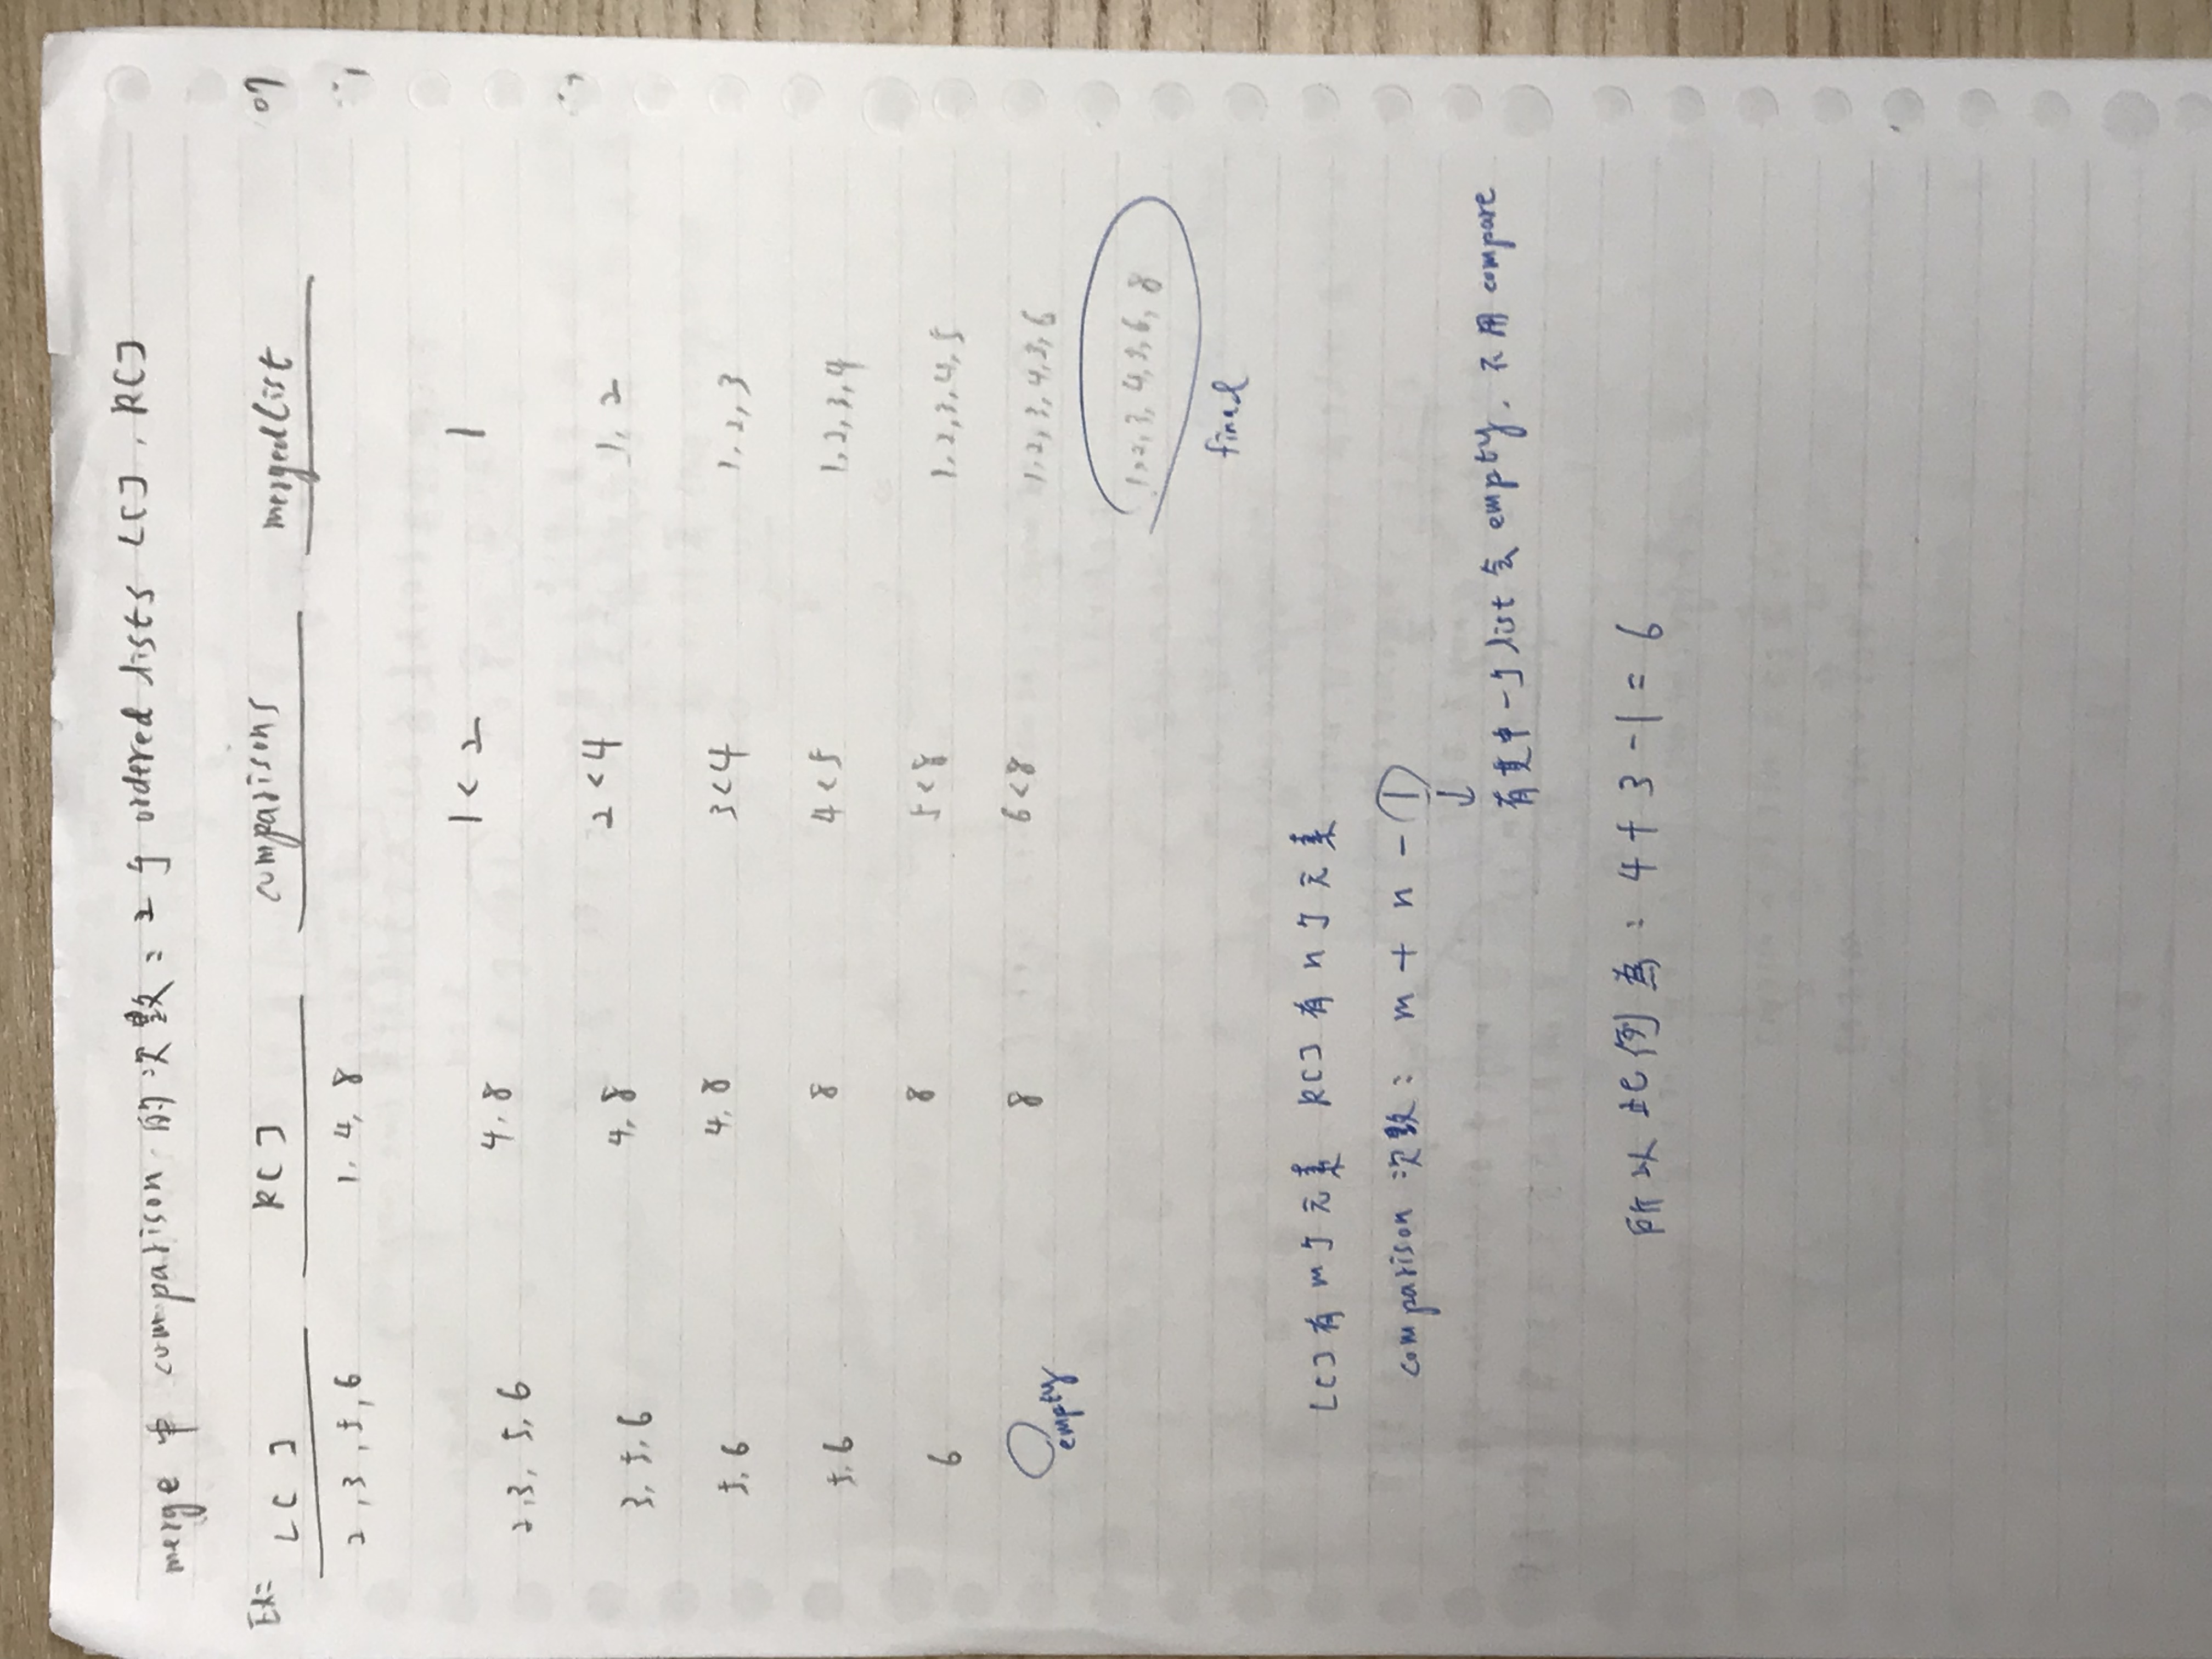 merge 中 comparison 的次數：2个 ordered lists L[], R[]
Ex: L[ ] R[ ] comparisons mergedlist
2, 3, 5, 6 1, 4, 8
2, 3, 5, 6 4, 8 1 < 2 1
3, 5, 6 4, 8 2 < 4 1, 2
5, 6 4, 8 3 < 4 1, 2, 3
5, 6 8 4 < 5 1, 2, 3, 4
6 8 5 < 8 1, 2, 3, 4, 5
empty 8 6 < 8 1, 2, 3, 4, 5, 6
1, 2, 3, 4, 5, 6, 8
final
L[]有 m 个元素 R[]有 n 个元素
comparison 次數： m + n - 1
↓
有其中一个 list 会 empty, 不用 compare
所以此例為：4 + 3 - 1 = 6